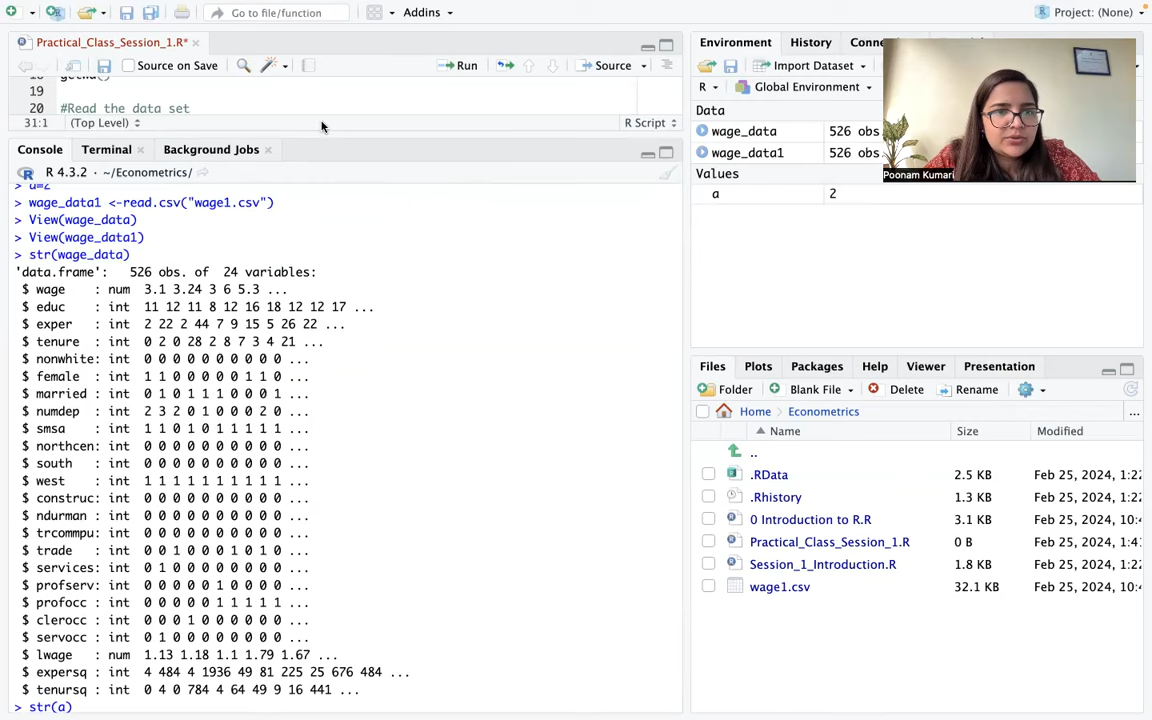 Go to file/function
Addins
Project: (None)
Practical_Class_Session_1.R*
Source on Save
Run
Source
18 getwd()
19
20 #Read the data set
31:1 (Top Level)
R Script
Console Terminal Background Jobs
R 4.3.2 · ~/Econometrics/
> a=2
> wage_data1 <-read.csv("wage1.csv")
> View(wage_data)
> View(wage_data1)
> str(wage_data)
'data.frame': 526 obs. of 24 variables:
$ wage : num 3.1 3.24 3 6 5.3 ...
$ educ : int 11 12 11 8 12 16 18 12 12 17 ...
$ exper : int 2 22 2 44 7 9 15 5 26 22 ...
$ tenure : int 0 2 0 28 2 8 7 3 4 21 ...
$ nonwhite: int 0 0 0 0 0 0 0 0 0 0 ...
$ female : int 1 1 0 0 0 0 0 1 1 0 ...
$ married : int 0 1 0 1 1 1 0 0 0 1 ...
$ numdep : int 2 3 2 0 1 0 0 0 2 0 ...
$ smsa : int 1 1 0 1 0 1 1 1 1 1 ...
$ northcen: int 0 0 0 0 0 0 0 0 0 0 ...
$ south : int 0 0 0 0 0 0 0 0 0 0 ...
$ west : int 1 1 1 1 1 1 1 1 1 1 ...
$ construc: int 0 0 0 0 0 0 0 0 0 0 ...
$ ndurman : int 0 0 0 0 0 0 0 0 0 0 ...
$ trcommpu: int 0 0 0 0 0 0 0 0 0 0 ...
$ trade : int 0 0 1 0 0 0 1 0 1 0 ...
$ services: int 0 1 0 0 0 0 0 0 0 0 ...
$ profserv: int 0 0 0 0 0 1 0 0 0 0 ...
$ profocc : int 0 0 0 0 0 1 1 1 1 1 ...
$ clerocc : int 0 0 0 1 0 0 0 0 0 0 ...
$ servocc : int 0 1 0 0 0 0 0 0 0 0 ...
$ lwage : num 1.13 1.18 1.1 1.79 1.67 ...
$ expersq : int 4 484 4 1936 49 81 225 25 676 484 ...
$ tenursq : int 0 4 0 784 4 64 49 9 16 441 ...
> str(a)
Environment History Conne
Import Dataset
R Global Environment
Data
wage_data 526 obs
wage_data1 526 obs
Values
a 2
Poonam Kumari
Files Plots Packages Help Viewer Presentation
Folder Blank File Delete Rename
Home Econometrics ...
Name Size Modified
..
.RData 2.5 KB Feb 25, 2024, 1:22
.Rhistory 1.3 KB Feb 25, 2024, 1:22
0 Introduction to R.R 3.1 KB Feb 25, 2024, 10:4
Practical_Class_Session_1.R 0 B Feb 25, 2024, 1:4
Session_1_Introduction.R 1.8 KB Feb 25, 2024, 1:22
wage1.csv 32.1 KB Feb 25, 2024, 10:4